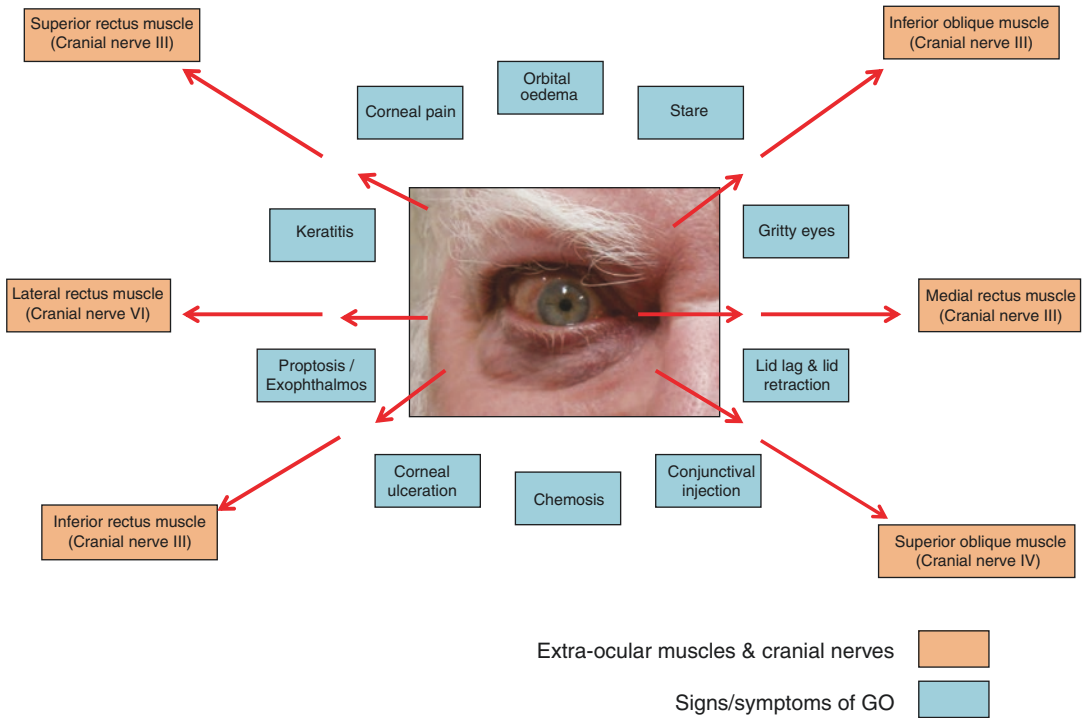 Superior rectus muscle
(Cranial nerve III)
Inferior oblique muscle
(Cranial nerve III)
Orbital
oedema
Corneal pain
Stare
Keratitis
Gritty eyes
Lateral rectus muscle
(Cranial nerve VI)
Medial rectus muscle
(Cranial nerve III)
Proptosis /
Exophthalmos
Lid lag & lid
retraction
Corneal
ulceration
Chemosis
Conjunctival
injection
Inferior rectus muscle
(Cranial nerve III)
Superior oblique muscle
(Cranial nerve IV)
Extra-ocular muscles & cranial nerves
Signs/symptoms of GO